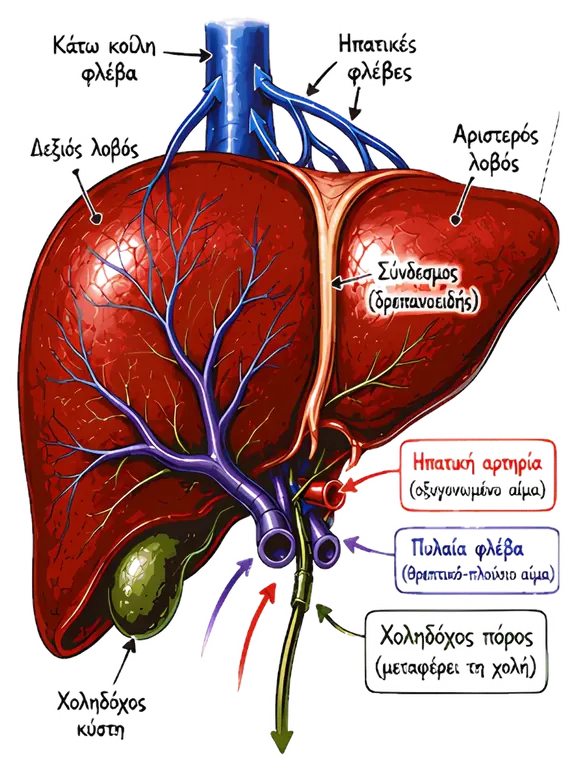 Κάτω κοίλη
φλέβα
Ηπατικές
φλέβες
Δεξιός λοβός
Αριστερός
λοβός
Σύνδεσμος
(δρεπανοειδής)
Ηπατική αρτηρία
(οξυγονωμένο αίμα)
Πυλαία φλέβα
(θρεπτικό-πλούσιο αίμα)
Χοληδόχος πόρος
(μεταφέρει τη χολή)
Χοληδόχος
κύστη